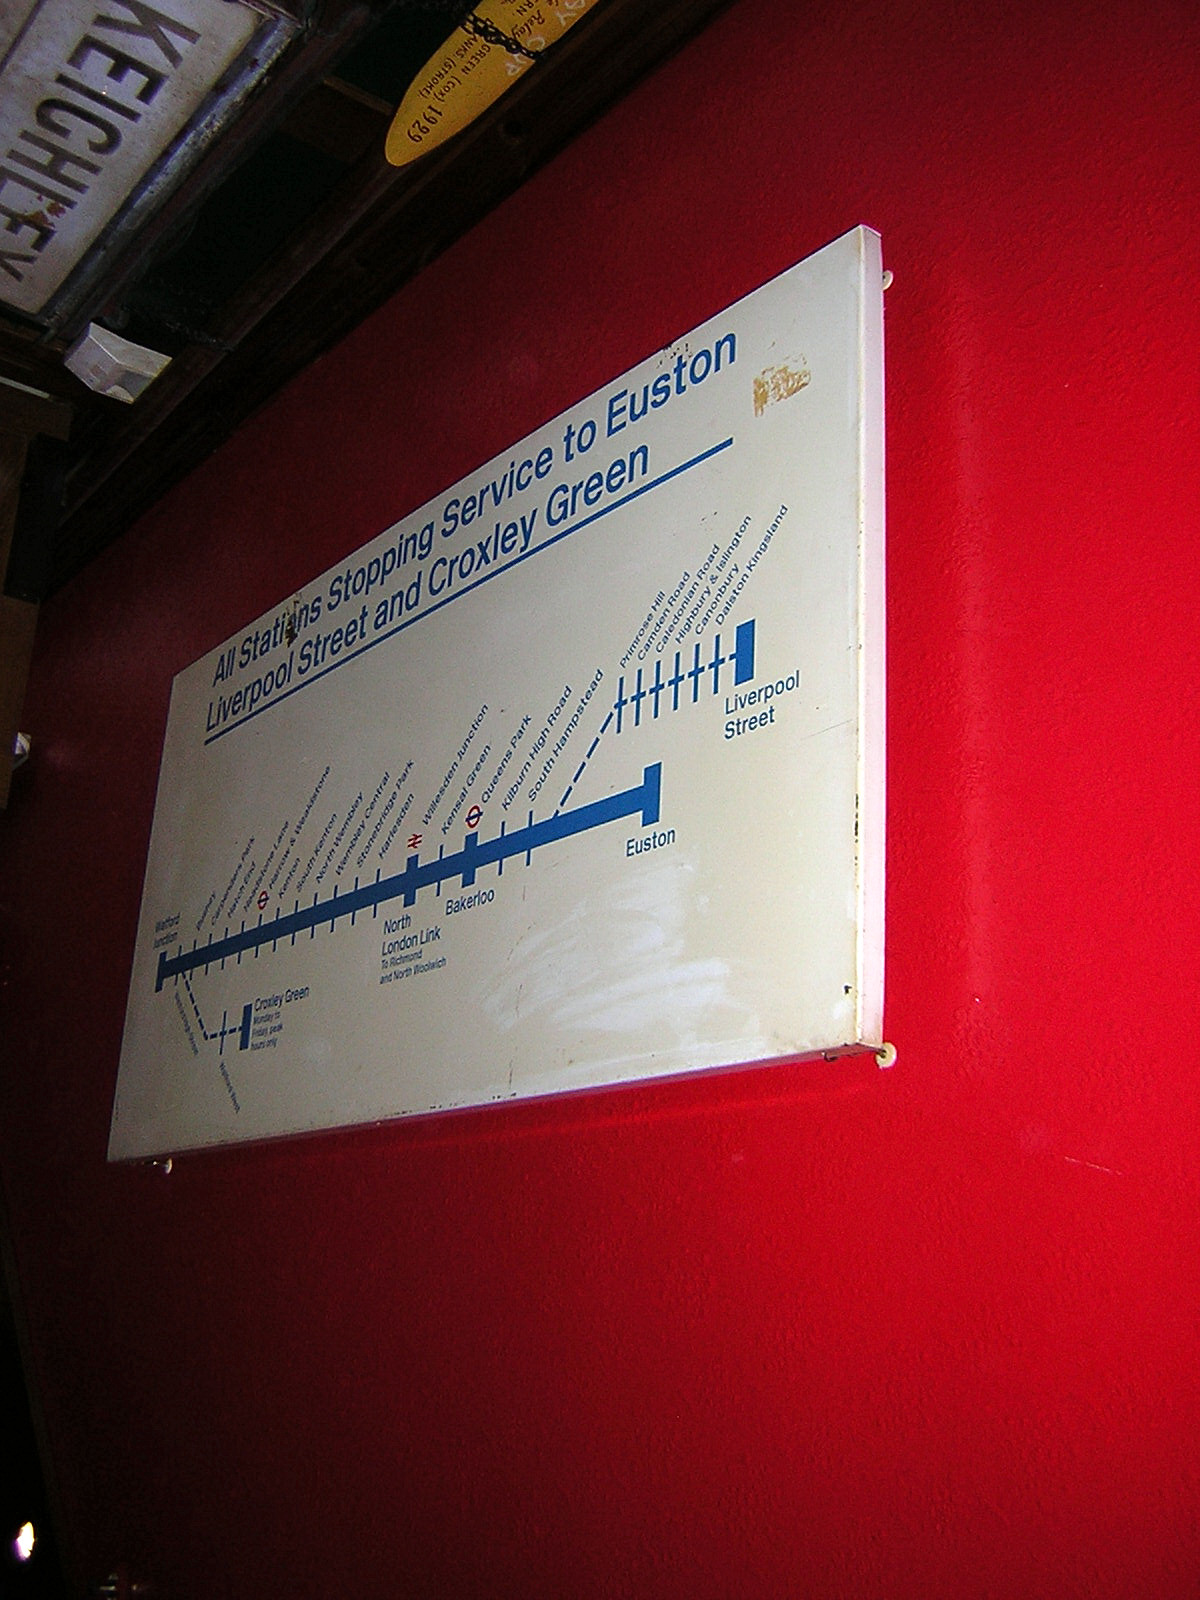 KEIGHLEY
GREEN (COX) 1929
ANKS (STROKE)
All Stations Stopping Service to Euston
Liverpool Street and Croxley Green
Primrose Hill
Camden Road
Caledonian Road
Highbury & Islington
Canonbury
Dalston Kingsland
Liverpool
Street
Watford
Junction
Bushey
Carpenders Park
Hatch End
Headstone Lane
Harrow & Wealdstone
Kenton
South Kenton
North Wembley
Wembley Central
Stonebridge Park
Harlesden
Willesden Junction
Kensal Green
Queens Park
Kilburn High Road
South Hampstead
Euston
Bakerloo
North
London Link
To Richmond
and North Woolwich
Croxley Green
Monday to
Friday peak
hours only